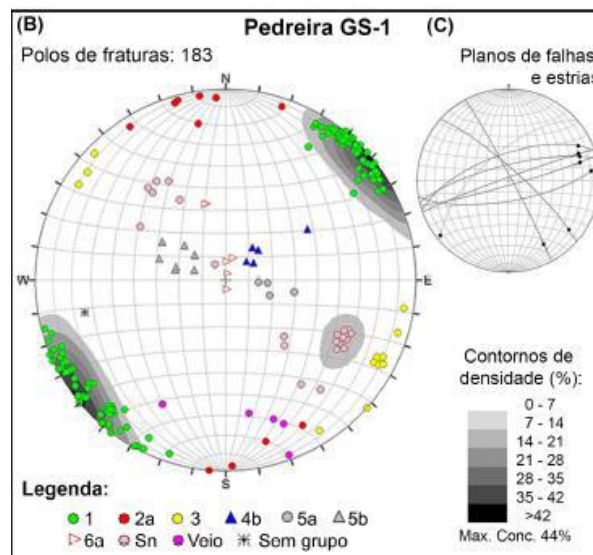 (B) Pedreira GS-1 (C)
Polos de fraturas: 183
Planos de falhas
e estrias
N
W
E
S
Contornos de
densidade (%):
0 - 7
7 - 14
14 - 21
21 - 28
28 - 35
35 - 42
>42
Max. Conc. 44%
Legenda:
1 2a 3 4b 5a 5b
6a Sn Veio Sem grupo